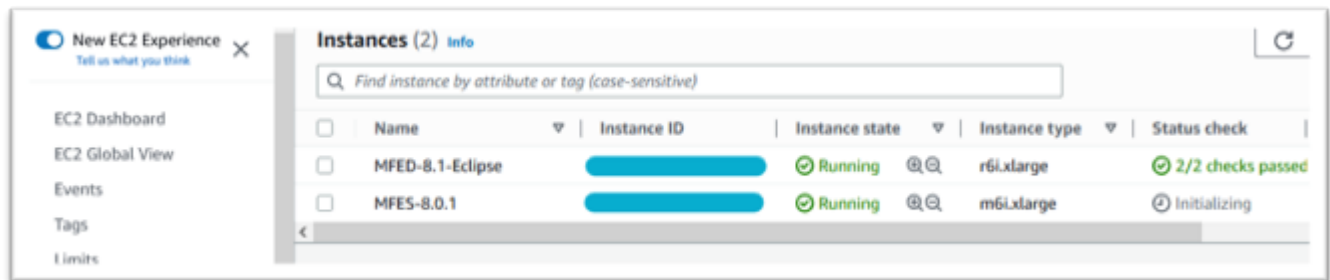 New EC2 Experience
Tell us what you think
EC2 Dashboard
EC2 Global View
Events
Tags
Limits
Instances (2) Info
Find instance by attribute or tag (case-sensitive)
Name Instance ID Instance state Instance type Status check
MFED-8.1-Eclipse Running r6i.xlarge 2/2 checks passed
MFES-8.0.1 Running m6i.xlarge Initializing